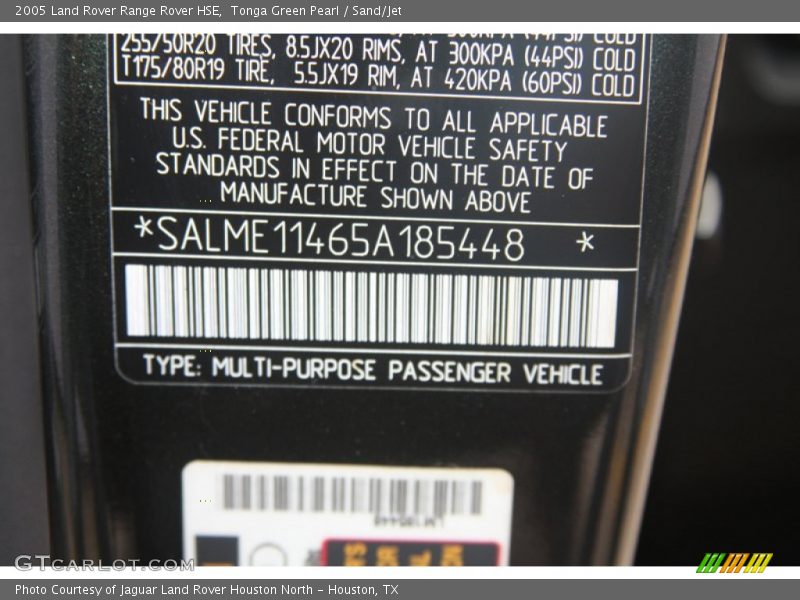 2005 Land Rover Range Rover HSE,  Tonga Green Pearl / Sand/Jet
255/50R20 TIRES, 8.5JX20 RIMS, AT 300KPA (44PSI) COLD
T175/80R19 TIRE, 5.5JX19 RIM, AT 420KPA (60PSI) COLD
THIS VEHICLE CONFORMS TO ALL APPLICABLE
U.S. FEDERAL MOTOR VEHICLE SAFETY
STANDARDS IN EFFECT ON THE DATE OF
MANUFACTURE SHOWN ABOVE
*SALME11465A185448 *
TYPE: MULTI-PURPOSE PASSENGER VEHICLE
GTCARLOT.COM
Photo Courtesy of Jaguar Land Rover Houston North - Houston, TX